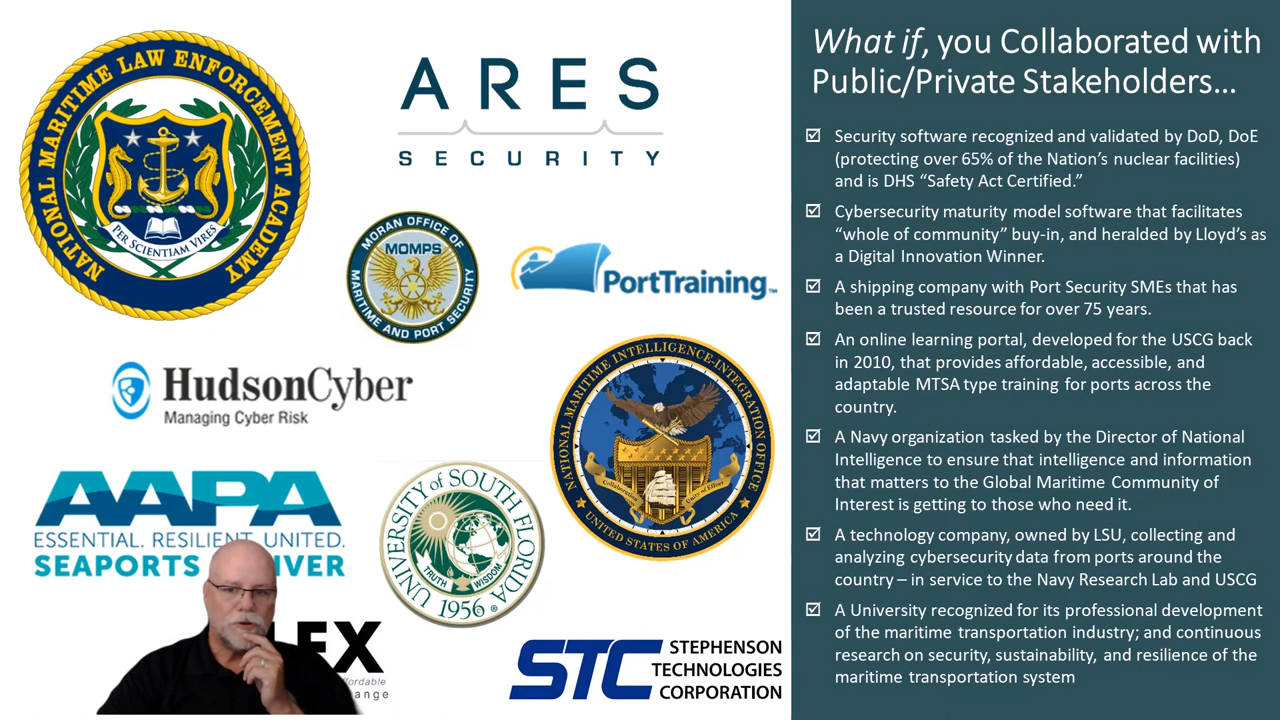 NATIONAL MARITIME LAW ENFORCEMENT ACADEMY
PER SCIENTIAM VIRES
ARES
SECURITY
MORAN OFFICE OF
MOMPS
MARITIME AND PORT SECURITY
PortTraining™
HudsonCyber
Managing Cyber Risk
NATIONAL MARITIME INTELLIGENCE-INTEGRATION OFFICE
Collaboration
Unity of Effort
UNITED STATES OF AMERICA
AAPA
ESSENTIAL. RESILIENT. UNITED.
SEAPORTS
IVER
UNIVERSITY of SOUTH FLORIDA
TRUTH WISDOM
1956 ®
EX
fordable
ange
STC
STEPHENSON
TECHNOLOGIES
CORPORATION
What if, you Collaborated with
Public/Private Stakeholders…
Security software recognized and validated by DoD, DoE
(protecting over 65% of the Nation’s nuclear facilities)
and is DHS “Safety Act Certified.”
Cybersecurity maturity model software that facilitates
“whole of community” buy-in, and heralded by Lloyd’s as
a Digital Innovation Winner.
A shipping company with Port Security SMEs that has
been a trusted resource for over 75 years.
An online learning portal, developed for the USCG back
in 2010, that provides affordable, accessible, and
adaptable MTSA type training for ports across the
country.
A Navy organization tasked by the Director of National
Intelligence to ensure that intelligence and information
that matters to the Global Maritime Community of
Interest is getting to those who need it.
A technology company, owned by LSU, collecting and
analyzing cybersecurity data from ports around the
country – in service to the Navy Research Lab and USCG
A University recognized for its professional development
of the maritime transportation industry; and continuous
research on security, sustainability, and resilience of the
maritime transportation system